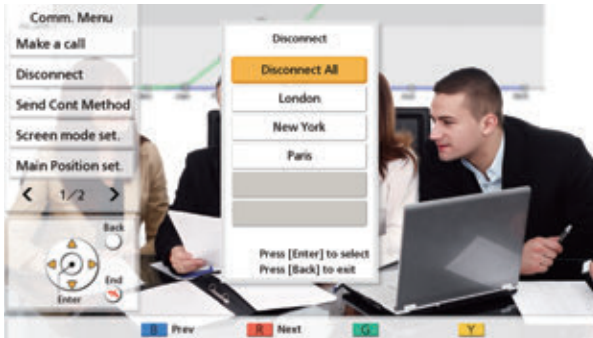 Comm. Menu
Make a call
Disconnect
Send Cont Method
Screen mode set.
Main Position set.
< 1/2 >
Back
End
Enter
Disconnect
Disconnect All
London
New York
Paris
Press [Enter] to select
Press [Back] to exit
B Prev R Next G Y